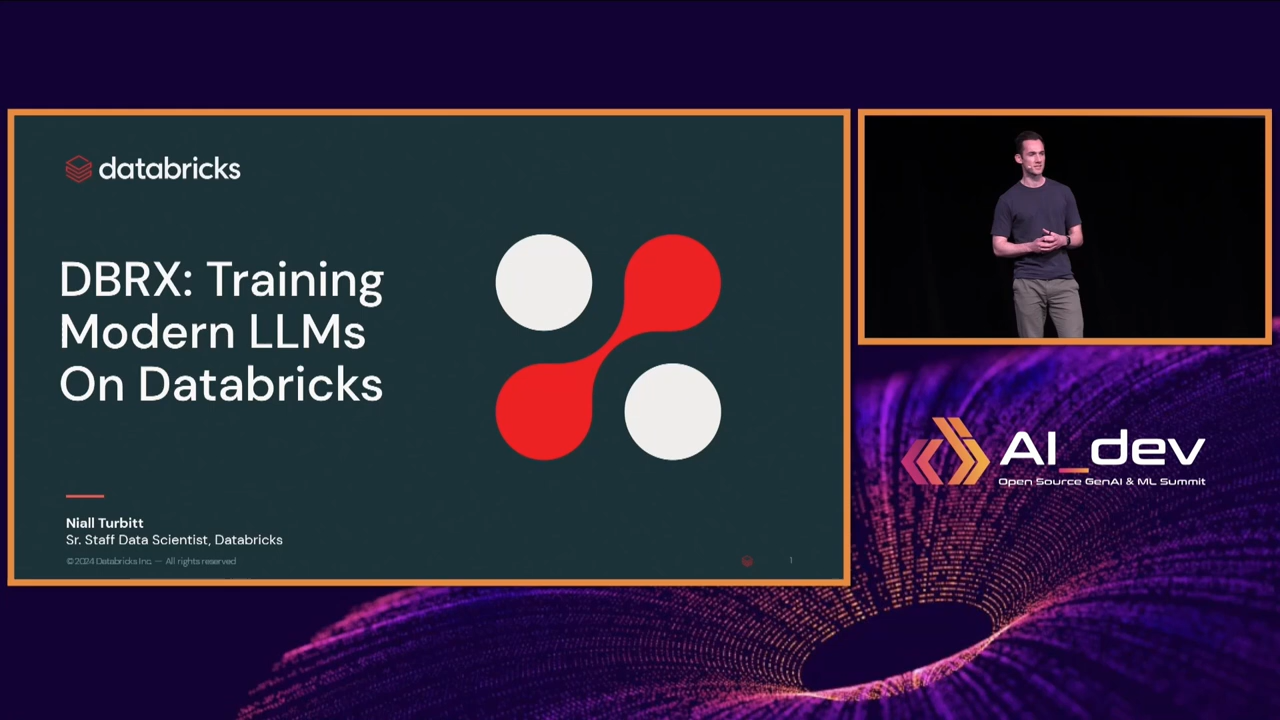 databricks
DBRX: Training
Modern LLMs
On Databricks
Niall Turbitt
Sr. Staff Data Scientist, Databricks
©2024 Databricks Inc. — All rights reserved
1
AI_dev
Open Source GenAI & ML Summit